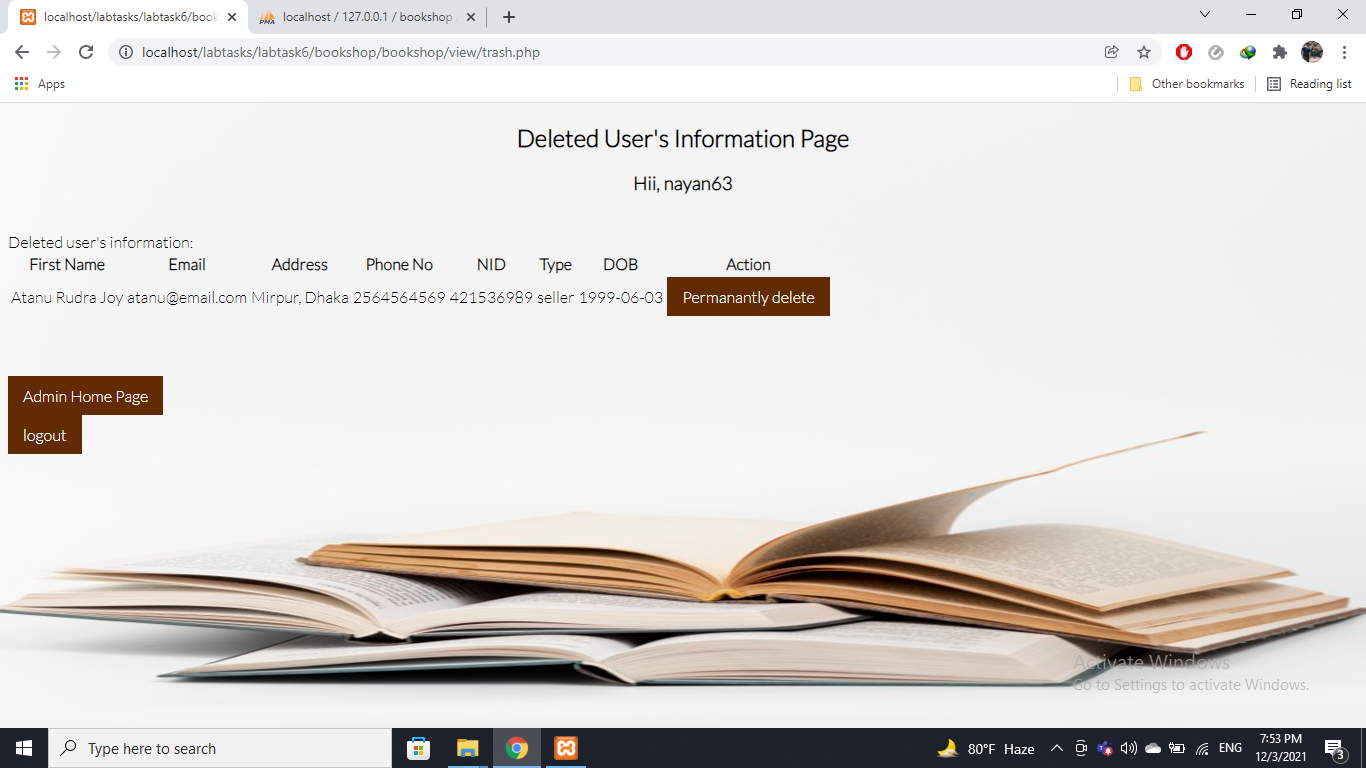 localhost/labtasks/labtask6/book
localhost / 127.0.0.1 / bookshop
localhost/labtasks/labtask6/bookshop/bookshop/view/trash.php
Apps
Other bookmarks
Reading list
Deleted User's Information Page
Hii, nayan63
Deleted user's information:
First Name Email Address Phone No NID Type DOB Action
Atanu Rudra Joy atanu@email.com Mirpur, Dhaka 2564564569 421536989 seller 1999-06-03 Permanantly delete
Admin Home Page
logout
Activate Windows
Go to Settings to activate Windows.
Type here to search
80°F Haze
ENG
7:53 PM
12/3/2021
3